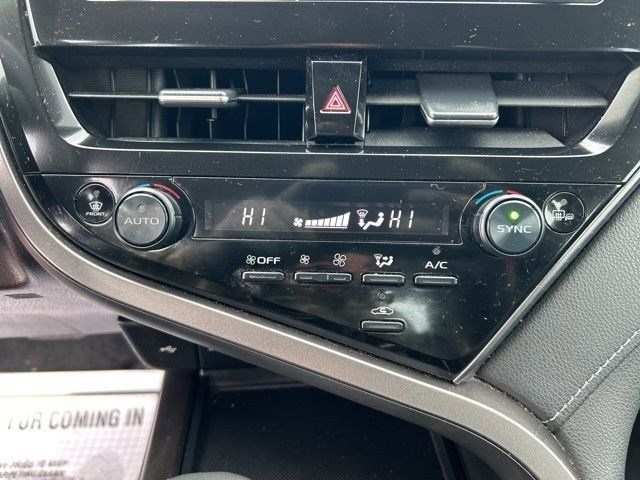 HI HI
FRONT
AUTO
SYNC
OFF
A/C
FOR COMING IN